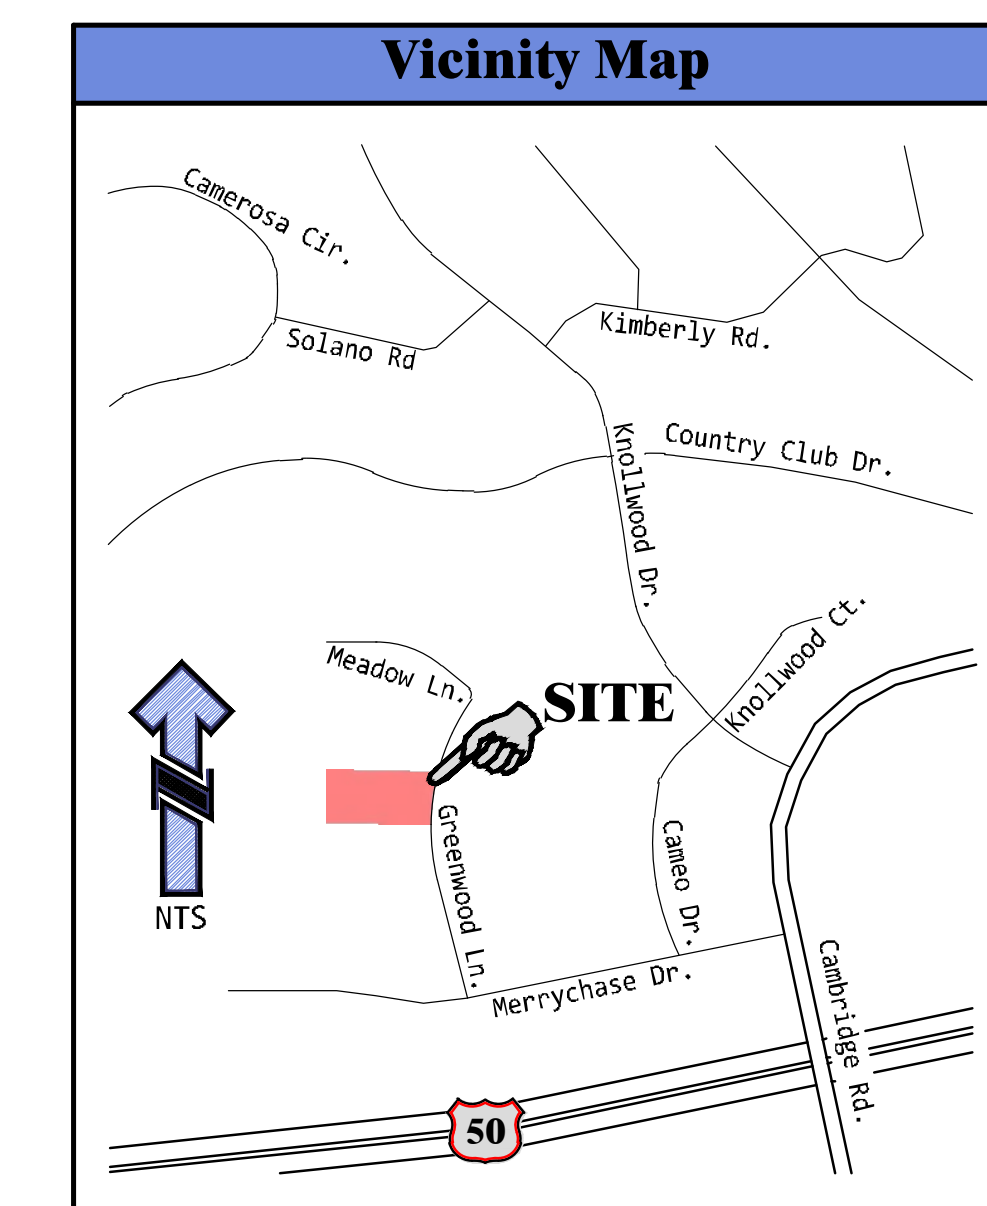 Vicinity Map
Camerosa Cir.
Solano Rd
Kimberly Rd.
Country Club Dr.
Knollwood Dr.
Knollwood Ct.
Meadow Ln.
SITE
Greenwood Ln.
Cameo Dr.
NTS
Merrychase Dr.
Cambridge Rd.
50